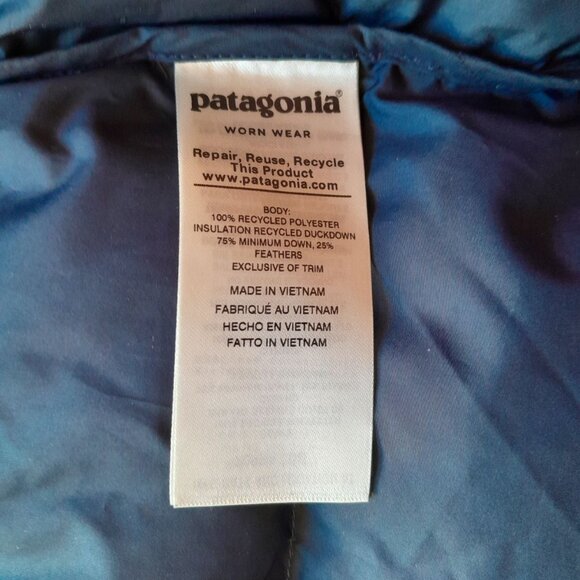 patagonia®
WORN WEAR
Repair, Reuse, Recycle
This Product
www.patagonia.com
BODY:
100% RECYCLED POLYESTER
INSULATION RECYCLED DUCKDOWN
75% MINIMUM DOWN, 25%
FEATHERS
EXCLUSIVE OF TRIM
MADE IN VIETNAM
FABRIQUÉ AU VIETNAM
HECHO EN VIETNAM
FATTO IN VIETNAM